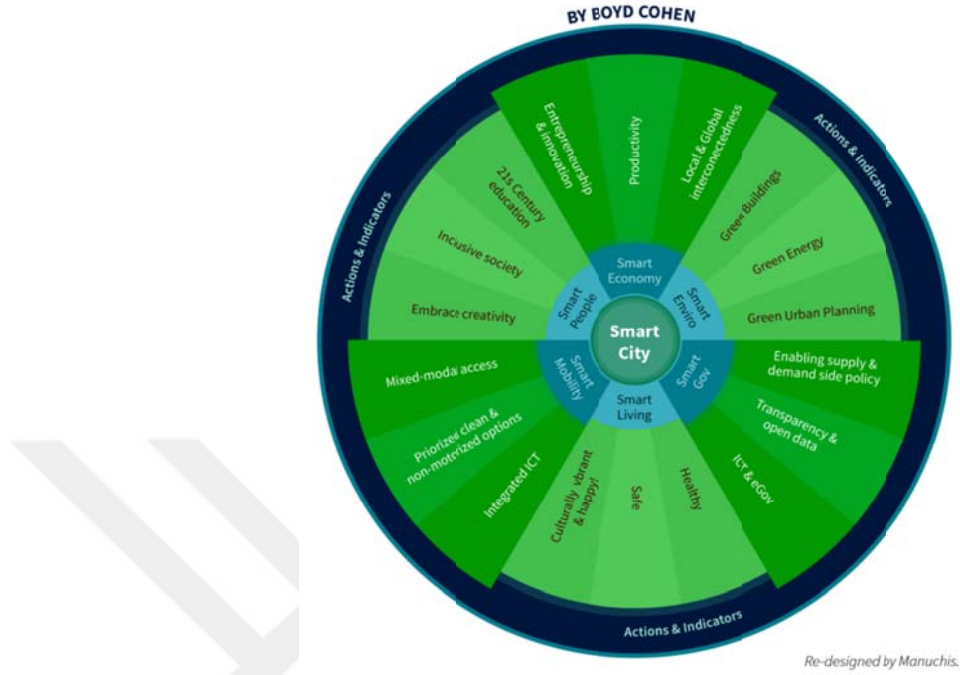 BY BOYD COHEN
Actions & Indicators
Actions & Indicators
Entrepreneurship
& innovation
Productivity
Local & Global
interconnectedness
21s Century
education
Inclusive society
Embrace creativity
Green Buildings
Green Energy
Green Urban Planning
Smart
Economy
Smart
People
Smart
Enviro
Smart
City
Smart
Mobility
Smart
Gov
Smart
Living
Mixed-modal access
Priorized clean &
non-motorized options
Integrated ICT
Enabling supply &
demand side policy
Transparency &
open data
ICT & eGov
Culturally vibrant
& happy!
Safe
Healthy
Actions & Indicators
Re-designed by Manuchis.